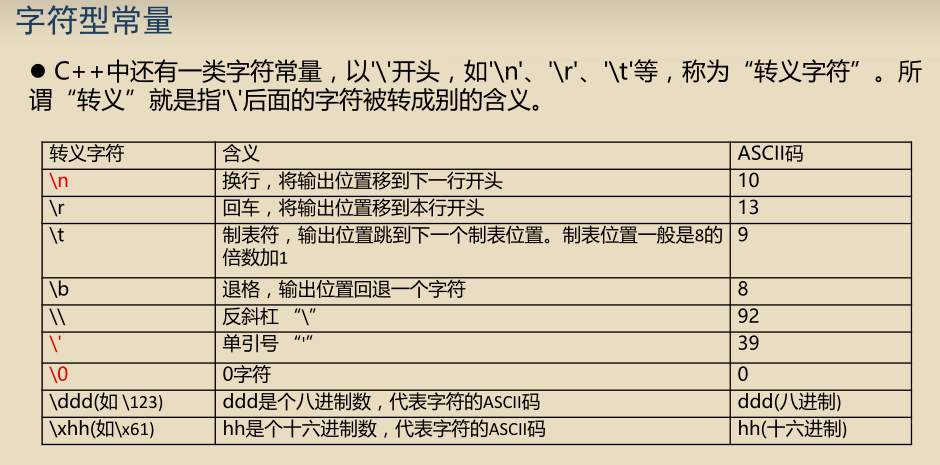 字符型常量
● C++中还有一类字符常量，以'\'开头，如'\n'、'\r'、'\t'等，称为“转义字符”。所
谓“转义”就是指'\'后面的字符被转成别的含义。
转义字符 含义 ASCII码
\n 换行，将输出位置移到下一行开头 10
\r 回车，将输出位置移到本行开头 13
\t 制表符，输出位置跳到下一个制表位置。制表位置一般是8的 9
倍数加1
\b 退格，输出位置回退一个字符 8
\\ 反斜杠 “\” 92
\' 单引号 “'” 39
\0 0字符 0
\ddd(如 \123) ddd是个八进制数，代表字符的ASCII码 ddd(八进制)
\xhh(如\x61) hh是个十六进制数，代表字符的ASCII码 hh(十六进制)